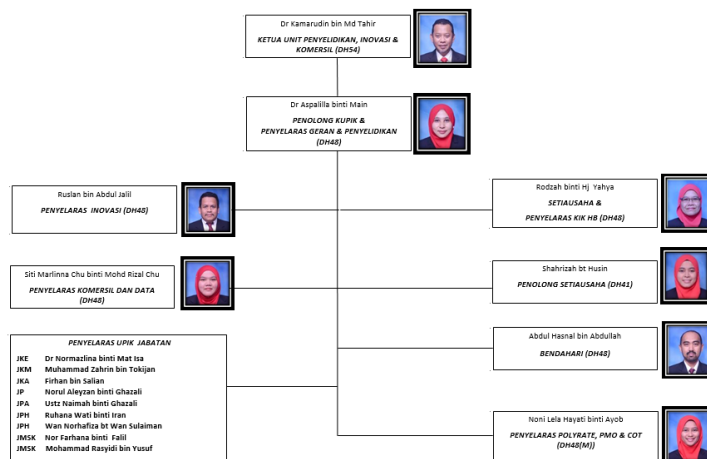 Dr Kamarudin bin Md Tahir
KETUA UNIT PENYELIDIKAN, INOVASI &
KOMERSIL (DH54)
Dr Aspalilla binti Main
PENOLONG KUPIK &
PENYELARAS GERAN & PENYELIDIKAN
(DH48)
Ruslan bin Abdul Jalil
PENYELARAS INOVASI (DH48)
Rodzah binti Hj Yahya
SETIAUSAHA &
PENYELARAS KIK HB (DH48)
Siti Marlinna Chu binti Mohd Rizal Chu
PENYELARAS KOMERSIL DAN DATA
(DH48)
Shahrizah bt Husin
PENOLONG SETIAUSAHA (DH41)
Abdul Hasnal bin Abdullah
BENDAHARI (DH48)
PENYELARAS UPIK JABATAN
JKE Dr Normazlina binti Mat Isa
JKM Muhammad Zahrin bin Tokijan
JKA Firhan bin Salian
JP Norul Aleyzan binti Ghazali
JPA Ustz Naimah binti Ghazali
JPH Ruhana Wati binti Iran
JPH Wan Norhafiza bt Wan Sulaiman
JMSK Nor Farhana binti Falil
JMSK Mohammad Rasyidi bin Yusuf
Noni Lela Hayati binti Ayob
PENYELARAS POLYRATE, PMO & COT
(DH48(M))